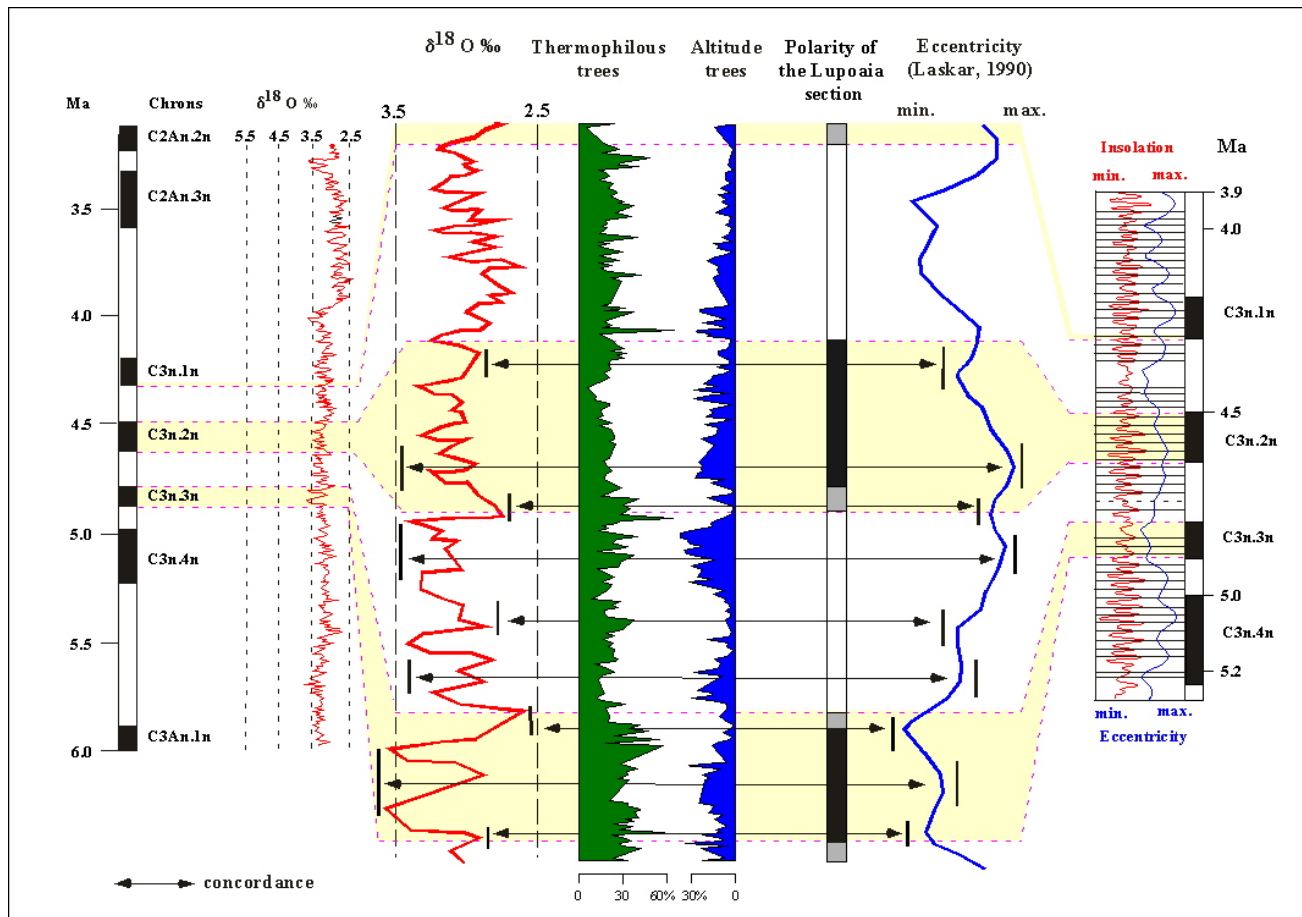 δ18 O ‰
Thermophilous
trees
Altitude
trees
Polarity of
the Lupoaia
section
Eccentricity
(Laskar, 1990)
min. max.
3.5 2.5
Ma
Chrons
δ18 O ‰
5.5 4.5 3.5 2.5
C2An.2n
C2An.3n
3.5
4.0
C3n.1n
4.5
C3n.2n
C3n.3n
5.0
C3n.4n
5.5
C3An.1n
6.0
Insolation
min. max.
Ma
3.9
4.0
C3n.1n
4.5
C3n.2n
C3n.3n
5.0
C3n.4n
5.2
min. max.
Eccentricity
concordance
0 30 60%
30% 0